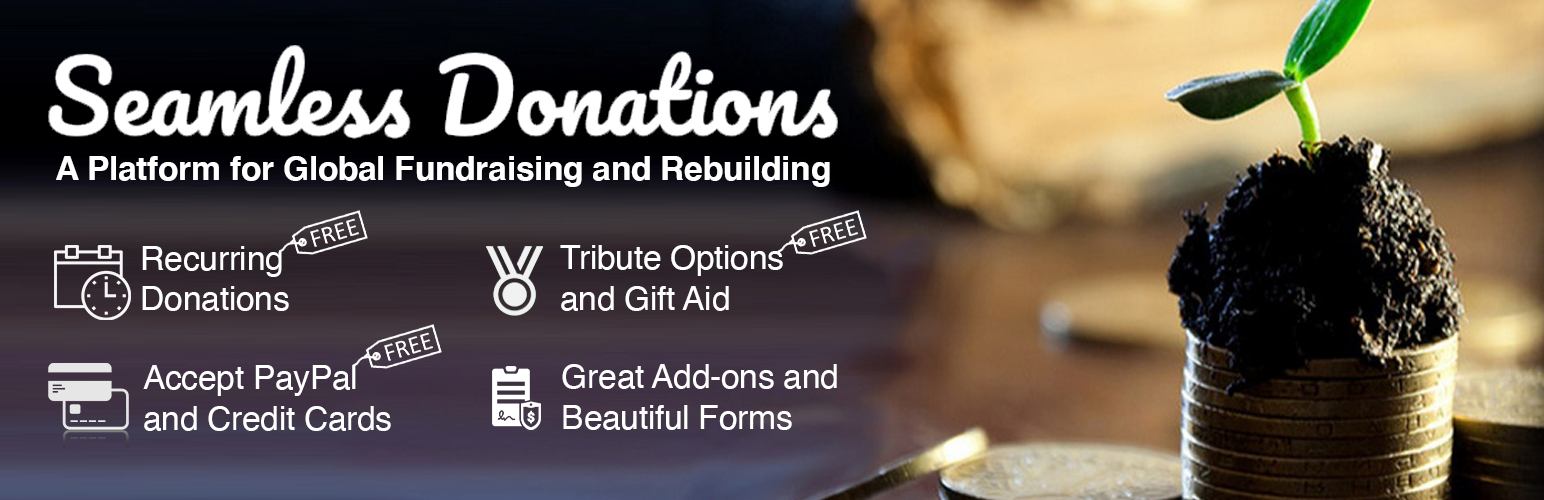 Seamless Donations
A Platform for Global Fundraising and Rebuilding
Recurring
Donations
FREE
Tribute Options
and Gift Aid
FREE
Accept PayPal
and Credit Cards
FREE
Great Add-ons and
Beautiful Forms
$